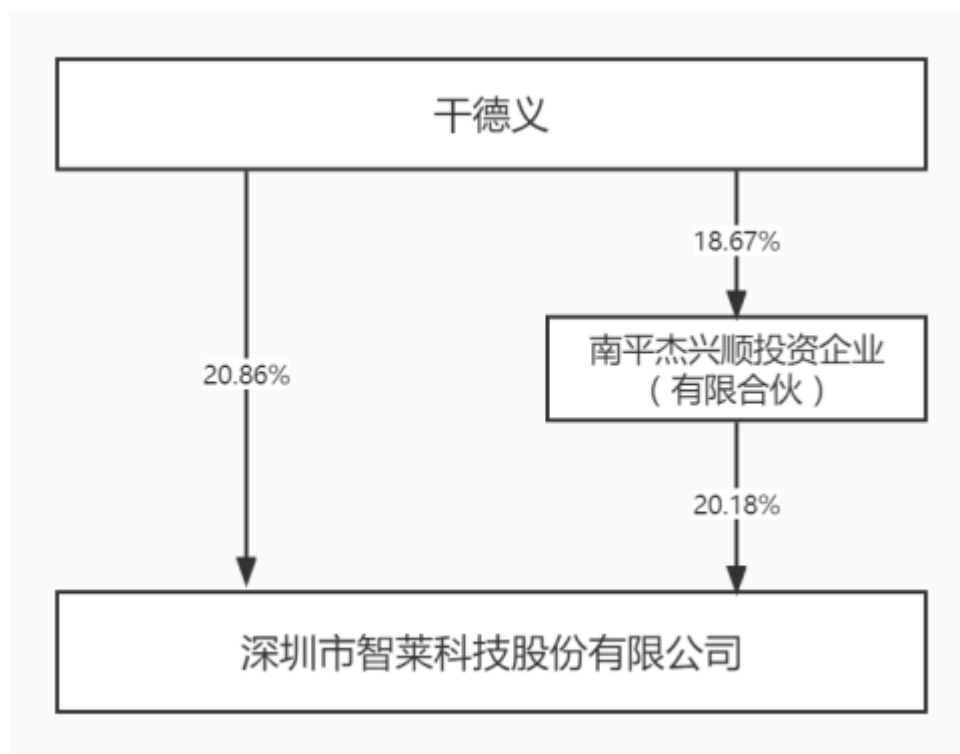 干德义
18.67%
南平杰兴顺投资企业
（有限合伙）
20.86%
20.18%
深圳市智莱科技股份有限公司